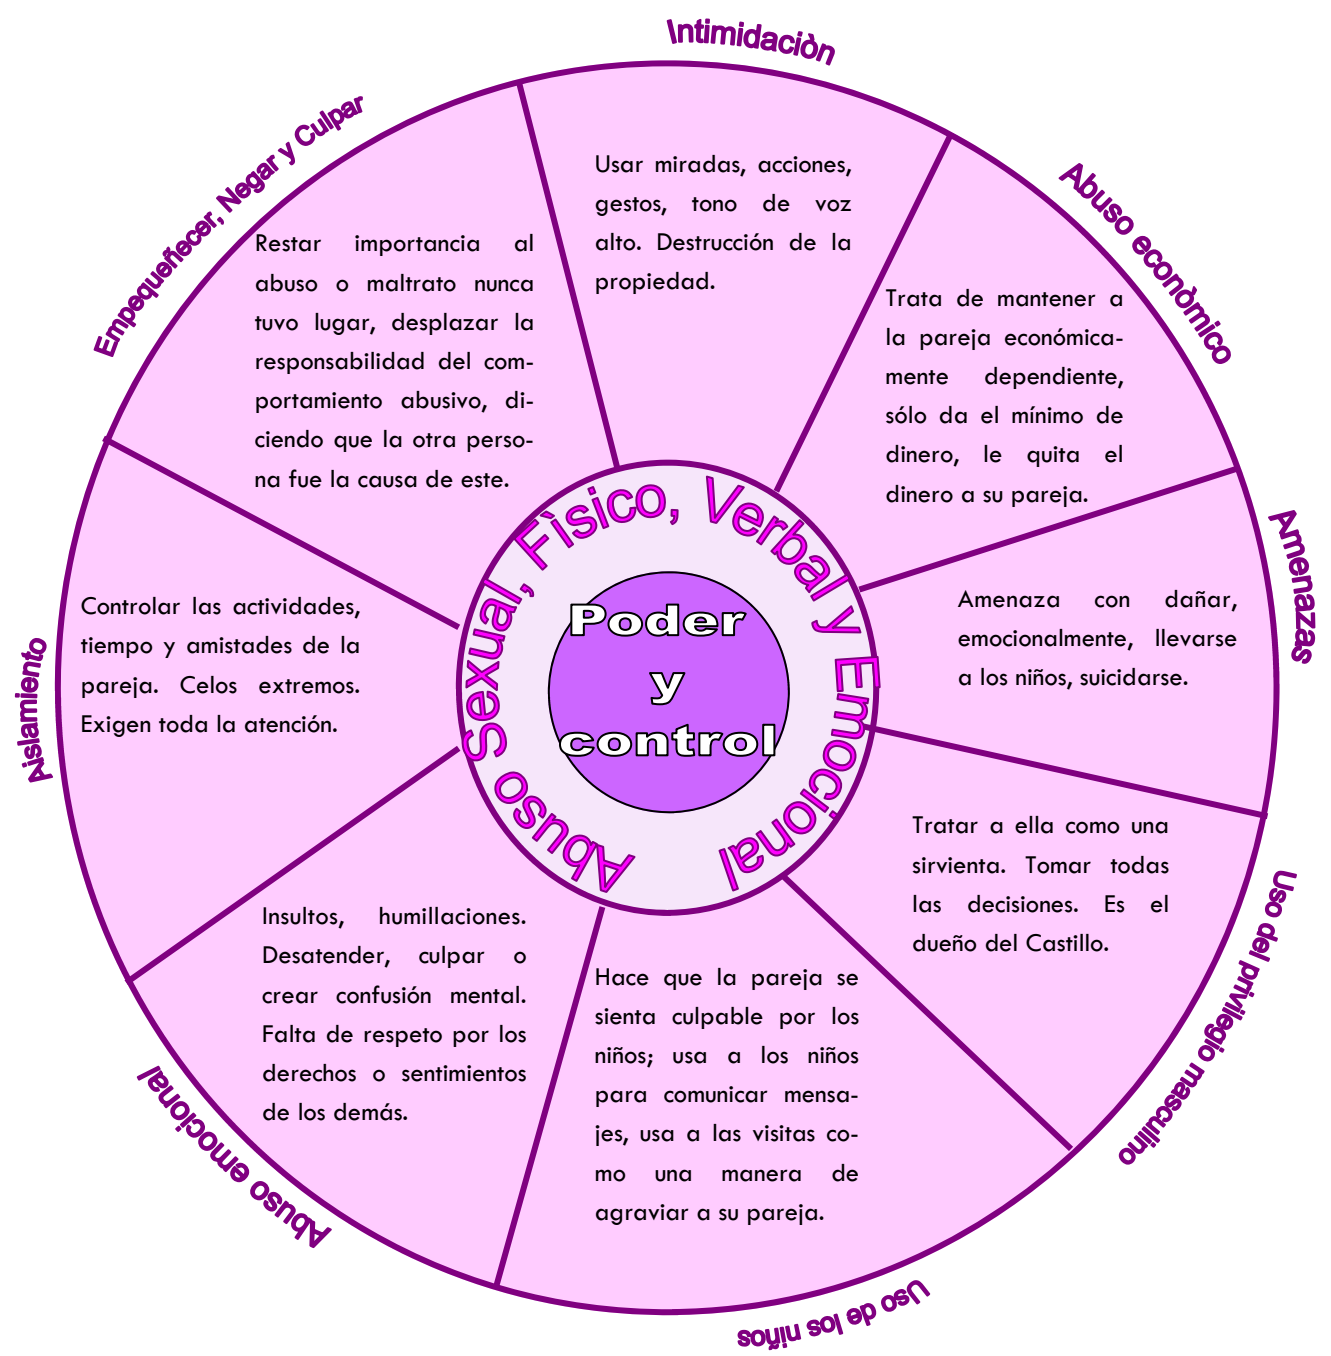 Intimidaciòn
Usar miradas, acciones,
gestos, tono de voz
alto. Destrucción de la
propiedad.
Abuso econòmico
Trata de mantener a
la pareja económica-
mente dependiente,
sólo da el mínimo de
dinero, le quita el
dinero a su pareja.
Amenazas
Amenaza con dañar,
emocionalmente, llevarse
a los niños, suicidarse.
Uso del privilegio masculino
Tratar a ella como una
sirvienta. Tomar todas
las decisiones. Es el
dueño del Castillo.
Uso de los niños
Hace que la pareja se
sienta culpable por los
niños; usa a los niños
para comunicar mensa-
jes, usa a las visitas co-
mo una manera de
agraviar a su pareja.
Abuso emocional
Insultos, humillaciones.
Desatender, culpar o
crear confusión mental.
Falta de respeto por los
derechos o sentimientos
de los demás.
Aislamiento
Controlar las actividades,
tiempo y amistades de la
pareja. Celos extremos.
Exigen toda la atención.
Empequeñecer, Negar y Culpar
Restar importancia al
abuso o maltrato nunca
tuvo lugar, desplazar la
responsabilidad del com-
portamiento abusivo, di-
ciendo que la otra perso-
na fue la causa de este.
Abuso Sexual, Fìsico, Verbal y Emocional
Poder
y
control